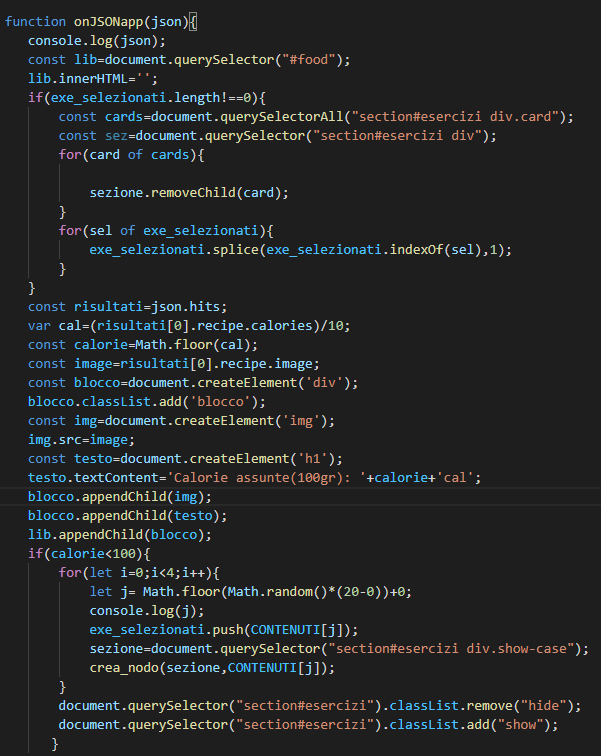 function onJSONapp(json){
    console.log(json);
    const lib=document.querySelector("#food");
    lib.innerHTML='';
    if(exe_selezionati.length!==0){
        const cards=document.querySelectorAll("section#esercizi div.card");
        const sez=document.querySelector("section#esercizi div");
        for(card of cards){

            sezione.removeChild(card);
        }
        for(sel of exe_selezionati){
            exe_selezionati.splice(exe_selezionati.indexOf(sel),1);
        }
    }
    const risultati=json.hits;
    var cal=(risultati[0].recipe.calories)/10;
    const calorie=Math.floor(cal);
    const image=risultati[0].recipe.image;
    const blocco=document.createElement('div');
    blocco.classList.add('blocco');
    const img=document.createElement('img');
    img.src=image;
    const testo=document.createElement('h1');
    testo.textContent='Calorie assunte(100gr): '+calorie+'cal';
    blocco.appendChild(img);
    blocco.appendChild(testo);
    lib.appendChild(blocco);
    if(calorie<100){
        for(let i=0;i<4;i++){
            let j= Math.floor(Math.random()*(20-0))+0;
            console.log(j);
            exe_selezionati.push(CONTENUTI[j]);
            sezione=document.querySelector("section#esercizi div.show-case");
            crea_nodo(sezione,CONTENUTI[j]);
        }
        document.querySelector("section#esercizi").classList.remove("hide");
        document.querySelector("section#esercizi").classList.add("show");
       }